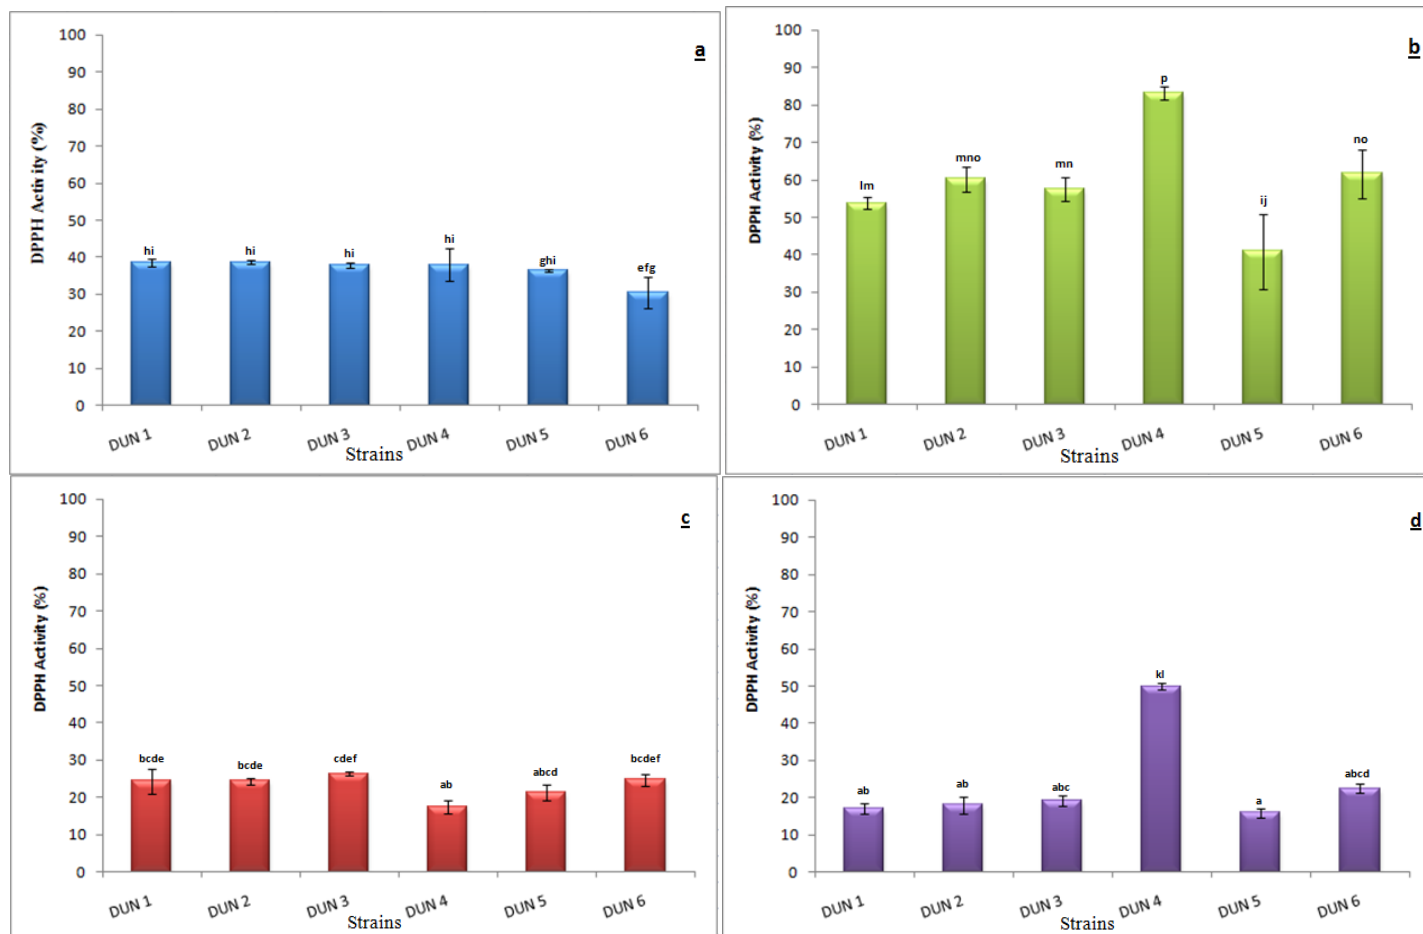 a
100
90
80
70
60
50
40
30
20
10
0
DPPH Activity (%)
hi
hi
hi
hi
ghi
efg
DUN 1
DUN 2
DUN 3
DUN 4
DUN 5
DUN 6
Strains
b
100
90
80
70
60
50
40
30
20
10
0
DPPH Activity (%)
lm
mno
mn
p
ij
no
DUN 1
DUN 2
DUN 3
DUN 4
DUN 5
DUN 6
Strains
c
100
90
80
70
60
50
40
30
20
10
0
DPPH Activity (%)
bcde
bcde
cdef
ab
abcd
bcdef
DUN 1
DUN 2
DUN 3
DUN 4
DUN 5
DUN 6
Strains
d
100
90
80
70
60
50
40
30
20
10
0
DPPH Activity (%)
ab
ab
abc
kl
a
abcd
DUN 1
DUN 2
DUN 3
DUN 4
DUN 5
DUN 6
Strains